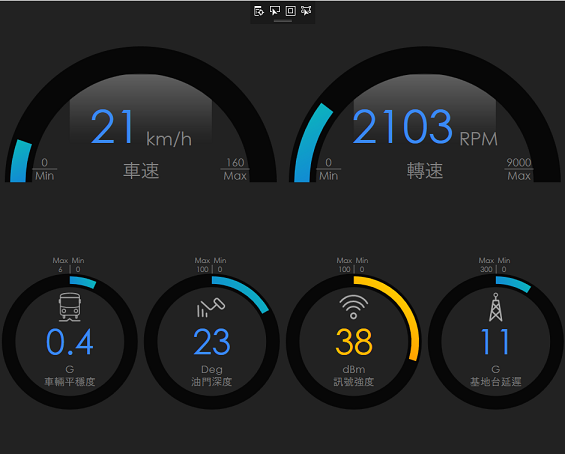 21 km/h
0 車速 160
Min Max
2103 RPM
0 轉速 9000
Min Max
Max Min
6 | 0
0.4
G
車輛平穩度
Max Min
100 | 0
23
Deg
油門深度
Max Min
100 | 0
38
dBm
訊號強度
Max Min
300 | 0
11
G
基地台延遲